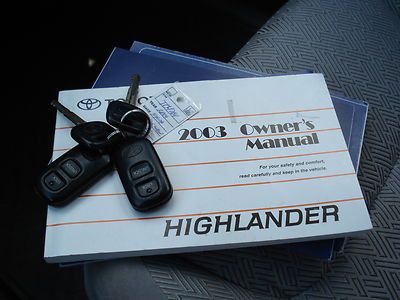 2003 Owner's
Manual
For your safety and comfort,
read carefully and keep in the vehicle.
HIGHLANDER